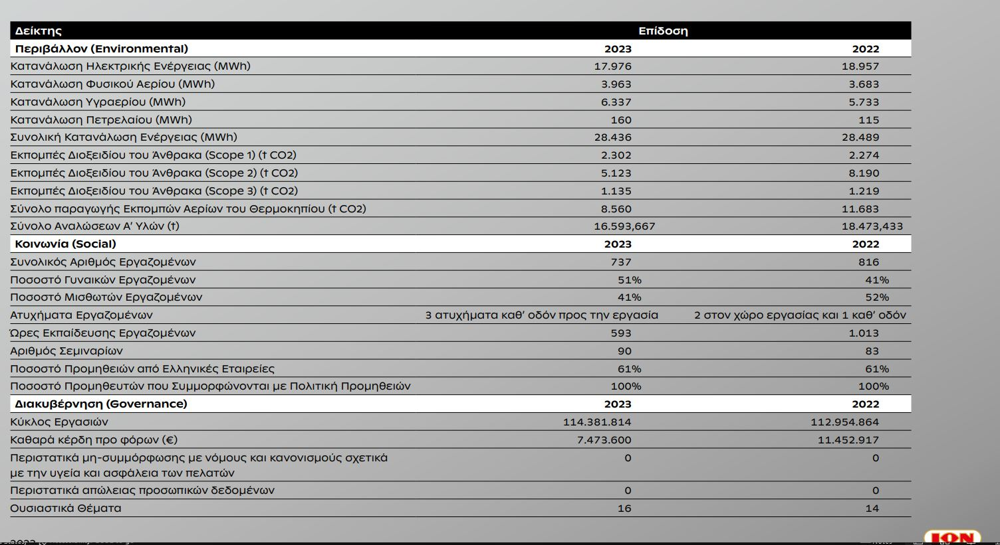 Δείκτης Επίδοση
Περιβάλλον (Environmental) 2023 2022
Κατανάλωση Ηλεκτρικής Ενέργειας (MWh) 17.976 18.957
Κατανάλωση Φυσικού Αερίου (MWh) 3.963 3.683
Κατανάλωση Υγραερίου (MWh) 6.337 5.733
Κατανάλωση Πετρελαίου (MWh) 160 115
Συνολική Κατανάλωση Ενέργειας (MWh) 28.436 28.489
Εκπομπές Διοξειδίου του Άνθρακα (Scope 1) (t CO2) 2.302 2.274
Εκπομπές Διοξειδίου του Άνθρακα (Scope 2) (t CO2) 5.123 8.190
Εκπομπές Διοξειδίου του Άνθρακα (Scope 3) (t CO2) 1.135 1.219
Σύνολο παραγωγής Εκπομπών Αερίων του Θερμοκηπίου (t CO2) 8.560 11.683
Σύνολο Αναλώσεων Α' Υλών (t) 16.593,667 18.473,433
Κοινωνία (Social) 2023 2022
Συνολικός Αριθμός Εργαζομένων 737 816
Ποσοστό Γυναικών Εργαζομένων 51% 41%
Ποσοστό Μισθωτών Εργαζομένων 41% 52%
Ατυχήματα Εργαζομένων 3 ατυχήματα καθ' οδόν προς την εργασία 2 στον χώρο εργασίας και 1 καθ' οδόν
Ώρες Εκπαίδευσης Εργαζομένων 593 1.013
Αριθμός Σεμιναρίων 90 83
Ποσοστό Προμηθειών από Ελληνικές Εταιρείες 61% 61%
Ποσοστό Προμηθευτών που Συμμορφώνονται με Πολιτική Προμηθειών 100% 100%
Διακυβέρνηση (Governance) 2023 2022
Κύκλος Εργασιών 114.381.814 112.954.864
Καθαρά κέρδη προ φόρων (€) 7.473.600 11.452.917
Περιστατικά μη-συμμόρφωσης με νόμους και κανονισμούς σχετικά 0 0
με την υγεία και ασφάλεια των πελατών
Περιστατικά απώλειας προσωπικών δεδομένων 0 0
Ουσιαστικά Θέματα 16 14
ΙΟΝ